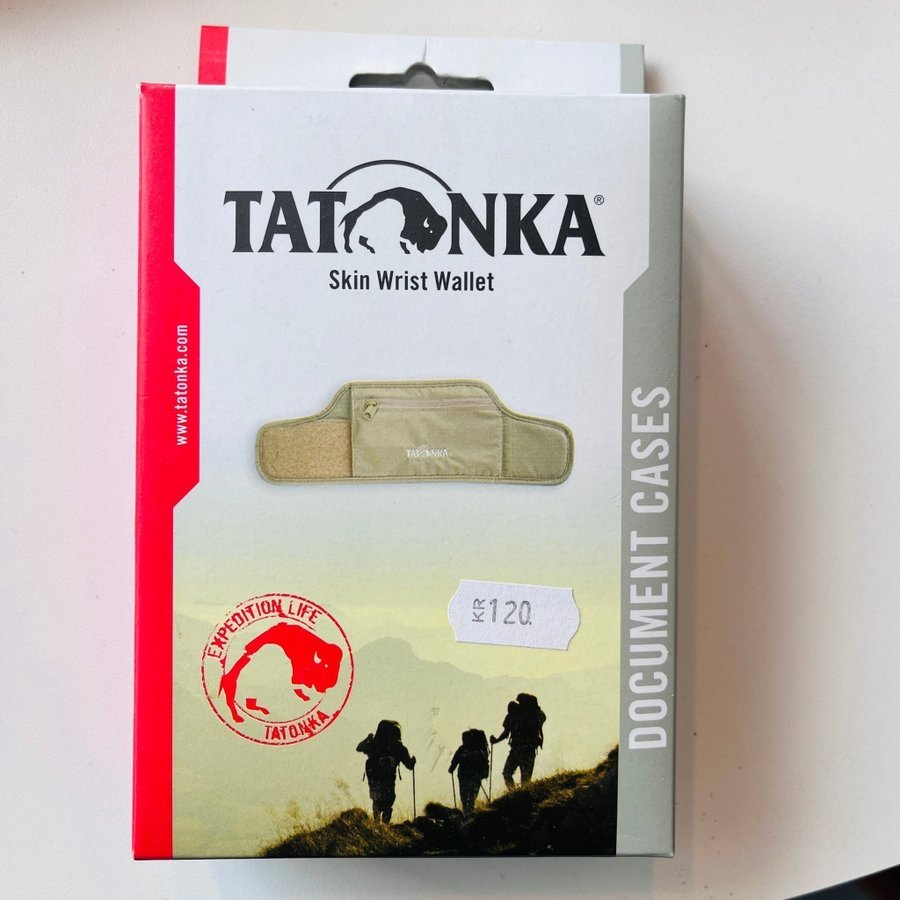 TATONKA®
Skin Wrist Wallet
www.tatonka.com
TATONKA
DOCUMENT CASES
EXPEDITION LIFE
TATONKA
KR 120.